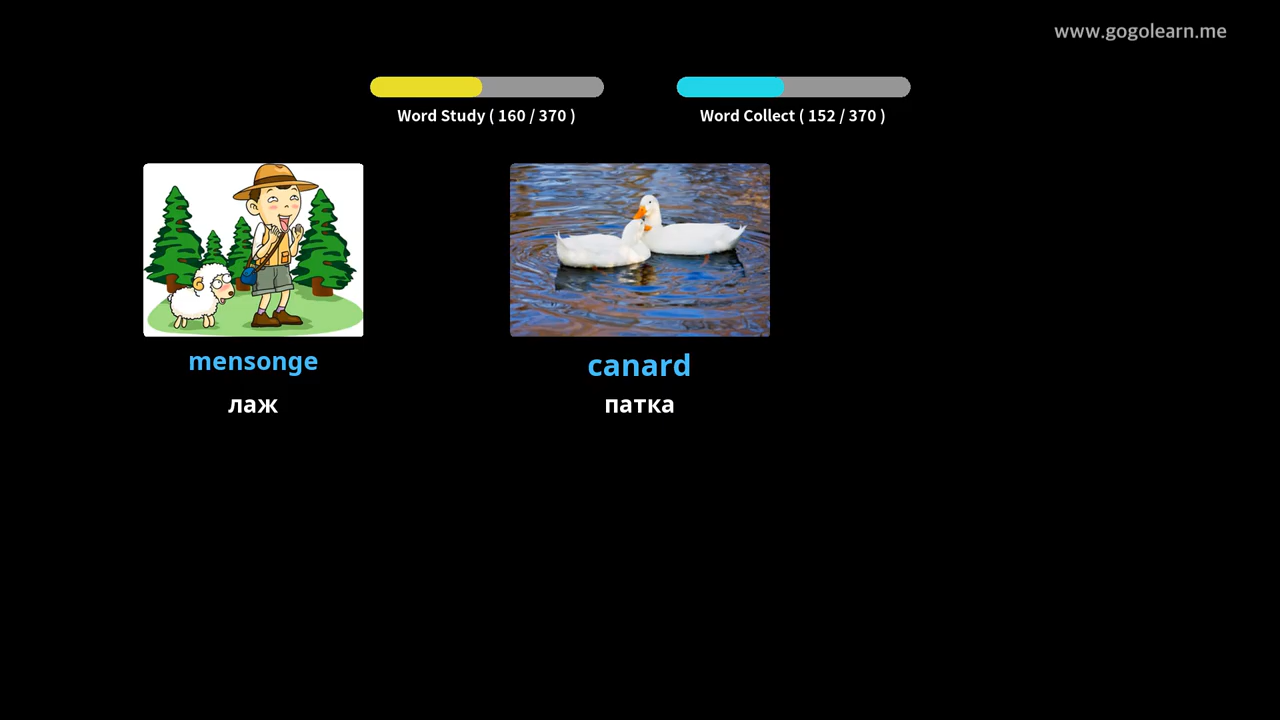 www.gogolearn.me
Word Study ( 160 / 370 )
Word Collect ( 152 / 370 )
mensonge
canard
лаж
патка